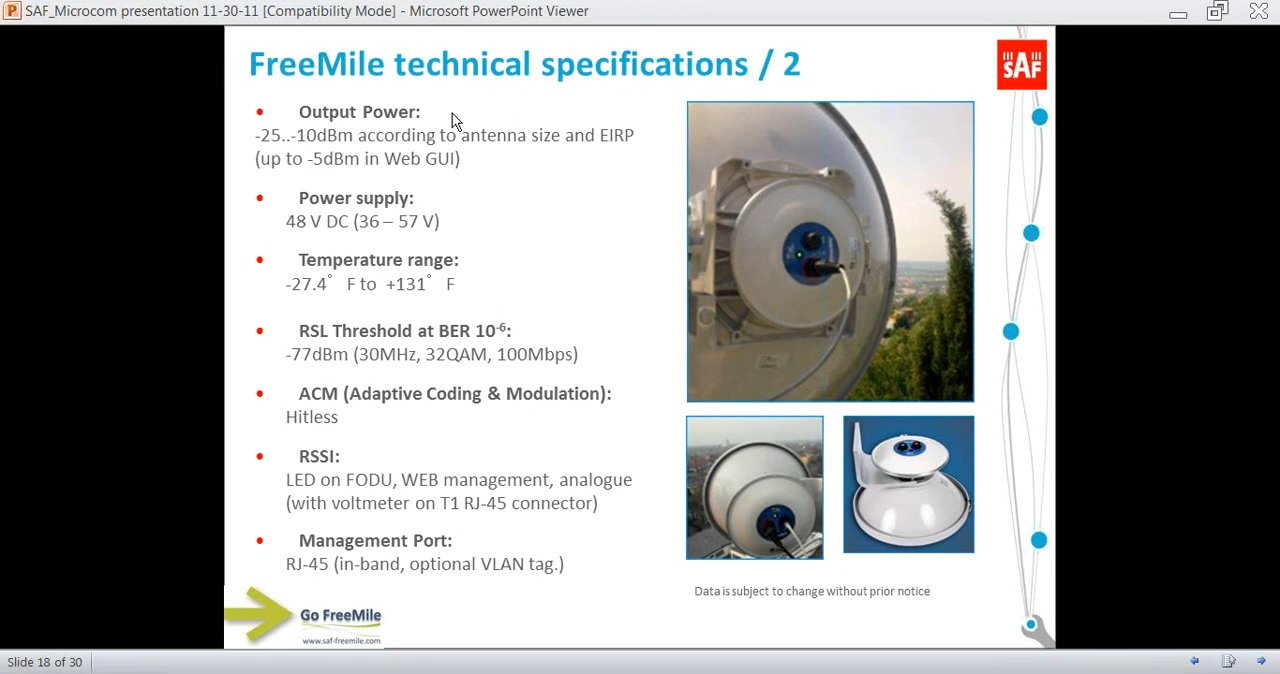 SAF_Microcom presentation 11-30-11 [Compatibility Mode] - Microsoft PowerPoint Viewer
FreeMile technical specifications / 2
SAF
• Output Power:
-25..-10dBm according to antenna size and EIRP
(up to -5dBm in Web GUI)
• Power supply:
48 V DC (36 – 57 V)
• Temperature range:
-27.4° F to +131° F
• RSL Threshold at BER 10-6:
-77dBm (30MHz, 32QAM, 100Mbps)
• ACM (Adaptive Coding & Modulation):
Hitless
• RSSI:
LED on FODU, WEB management, analogue
(with voltmeter on T1 RJ-45 connector)
• Management Port:
RJ-45 (in-band, optional VLAN tag.)
Data is subject to change without prior notice
Go FreeMile
www.saf-freemile.com
Slide 18 of 30